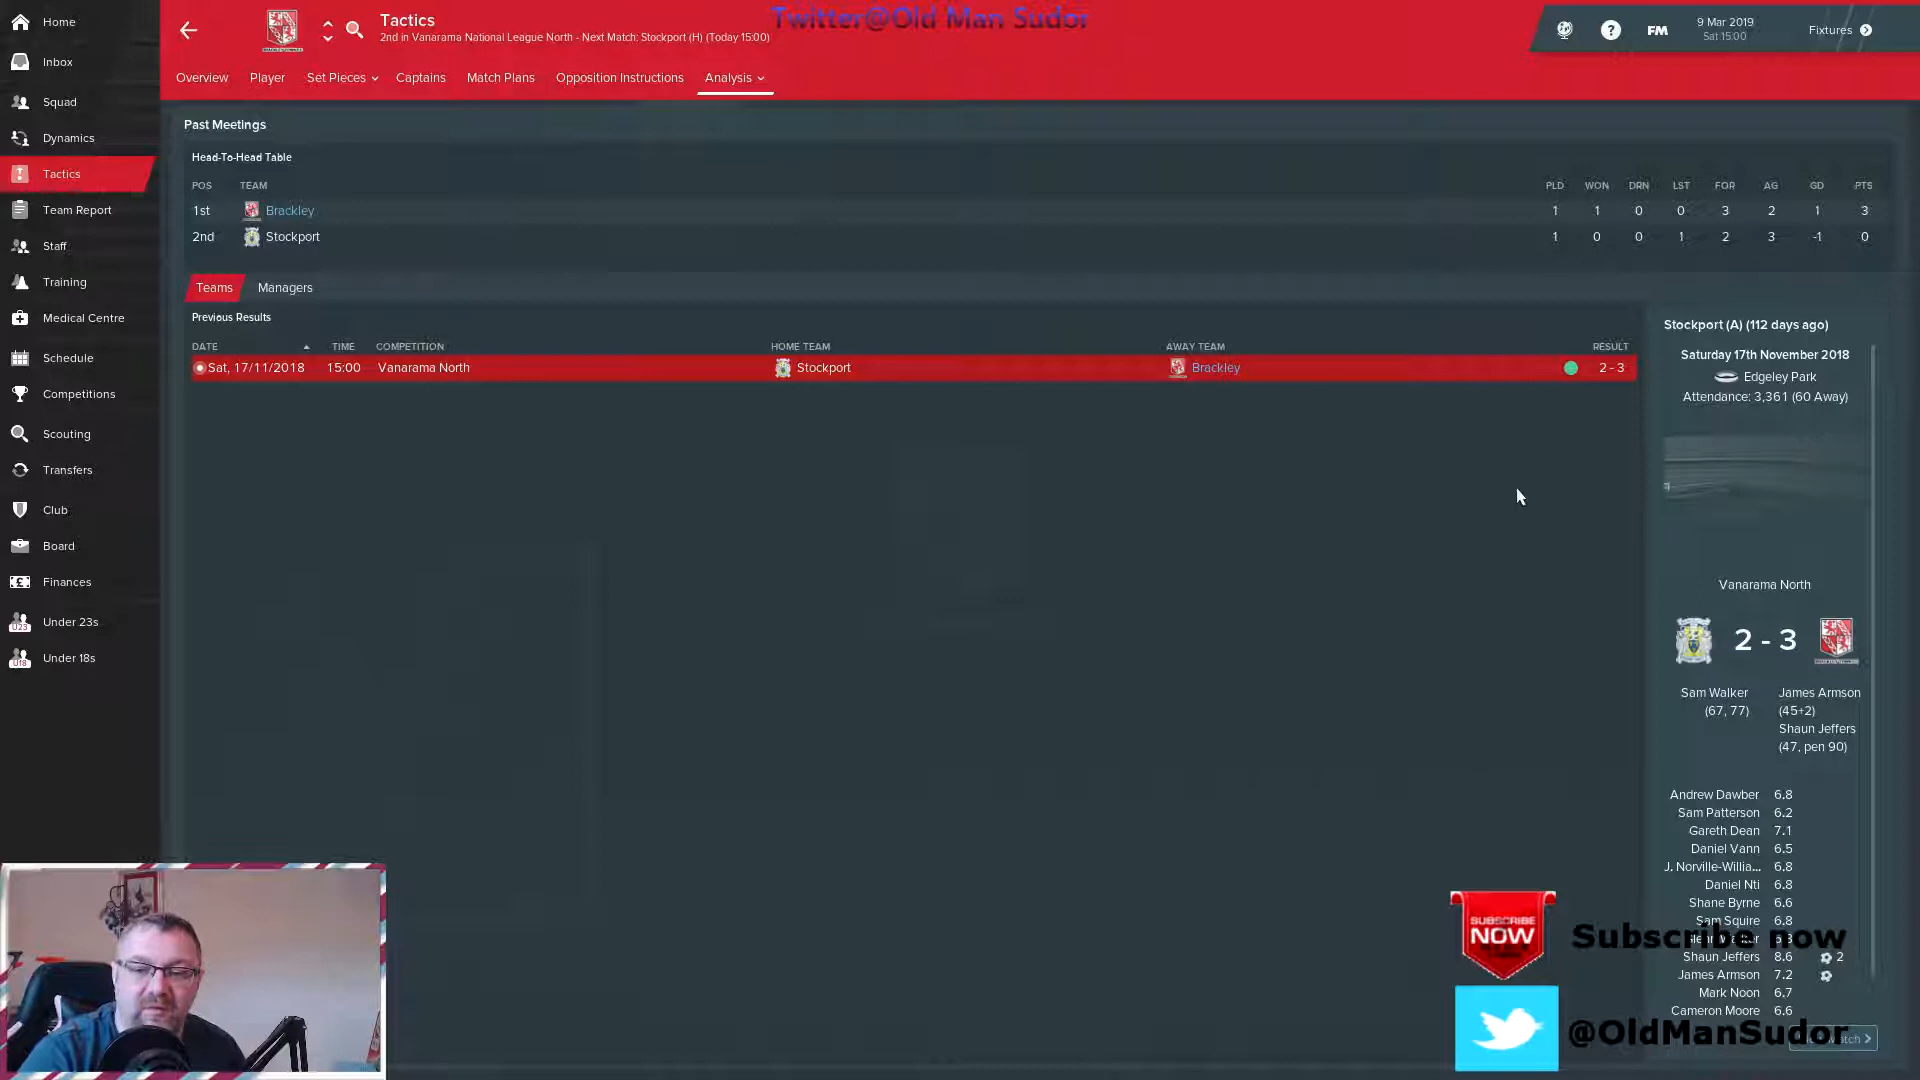 Home
Inbox
Squad
Dynamics
Tactics
Team Report
Staff
Training
Medical Centre
Schedule
Competitions
Scouting
Transfers
Club
Board
Finances
Under 23s
Under 18s
Tactics
2nd in Vanarama National League North - Next Match: Stockport (H) (Today 15:00)
Twitter@Old Man Sudor
FM
9 Mar 2019
Sat 15:00
Fixtures
Overview Player Set Pieces Captains Match Plans Opposition Instructions Analysis
Past Meetings
Head-To-Head Table
POS TEAM PLD WON DRN LST FOR AG GD PTS
1st Brackley 1 1 0 0 3 2 1 3
2nd Stockport 1 0 0 1 2 3 -1 0
Teams Managers
Previous Results
DATE TIME COMPETITION HOME TEAM AWAY TEAM RESULT
Sat, 17/11/2018 15:00 Vanarama North Stockport Brackley 2 - 3
Stockport (A) (112 days ago)
Saturday 17th November 2018
Edgeley Park
Attendance: 3,361 (60 Away)
Vanarama North
2 - 3
Sam Walker
(67, 77)
James Armson
(45+2)
Shaun Jeffers
(47, pen 90)
Andrew Dawber 6.8
Sam Patterson 6.2
Gareth Dean 7.1
Daniel Vann 6.5
J. Norville-Willia... 6.8
Daniel Nti 6.8
Shane Byrne 6.6
Sam Squire 6.8
Shaun Jeffers 8.6 2
James Armson 7.2
Mark Noon 6.7
Cameron Moore 6.6
SUBSCRIBE
NOW
Subscribe now
@OldManSudor